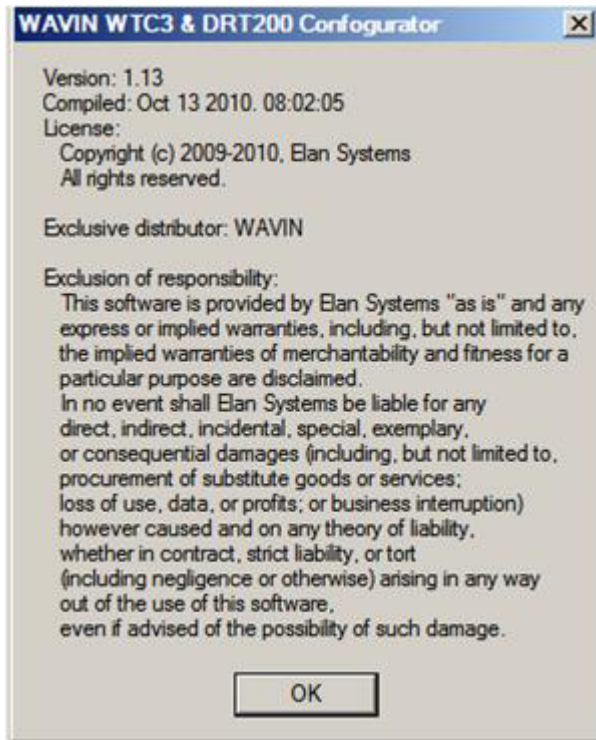 WAVIN WTC3 & DRT200 Confogurator
Version: 1.13
Compiled: Oct 13 2010. 08:02:05
License:
Copyright (c) 2009-2010, Elan Systems
All rights reserved.
Exclusive distributor: WAVIN
Exclusion of responsibility:
This software is provided by Elan Systems "as is" and any
express or implied warranties, including, but not limited to,
the implied warranties of merchantability and fitness for a
particular purpose are disclaimed.
In no event shall Elan Systems be liable for any
direct, indirect, incidental, special, exemplary,
or consequential damages (including, but not limited to,
procurement of substitute goods or services;
loss of use, data, or profits; or business interruption)
however caused and on any theory of liability,
whether in contract, strict liability, or tort
(including negligence or otherwise) arising in any way
out of the use of this software,
even if advised of the possibility of such damage.
OK